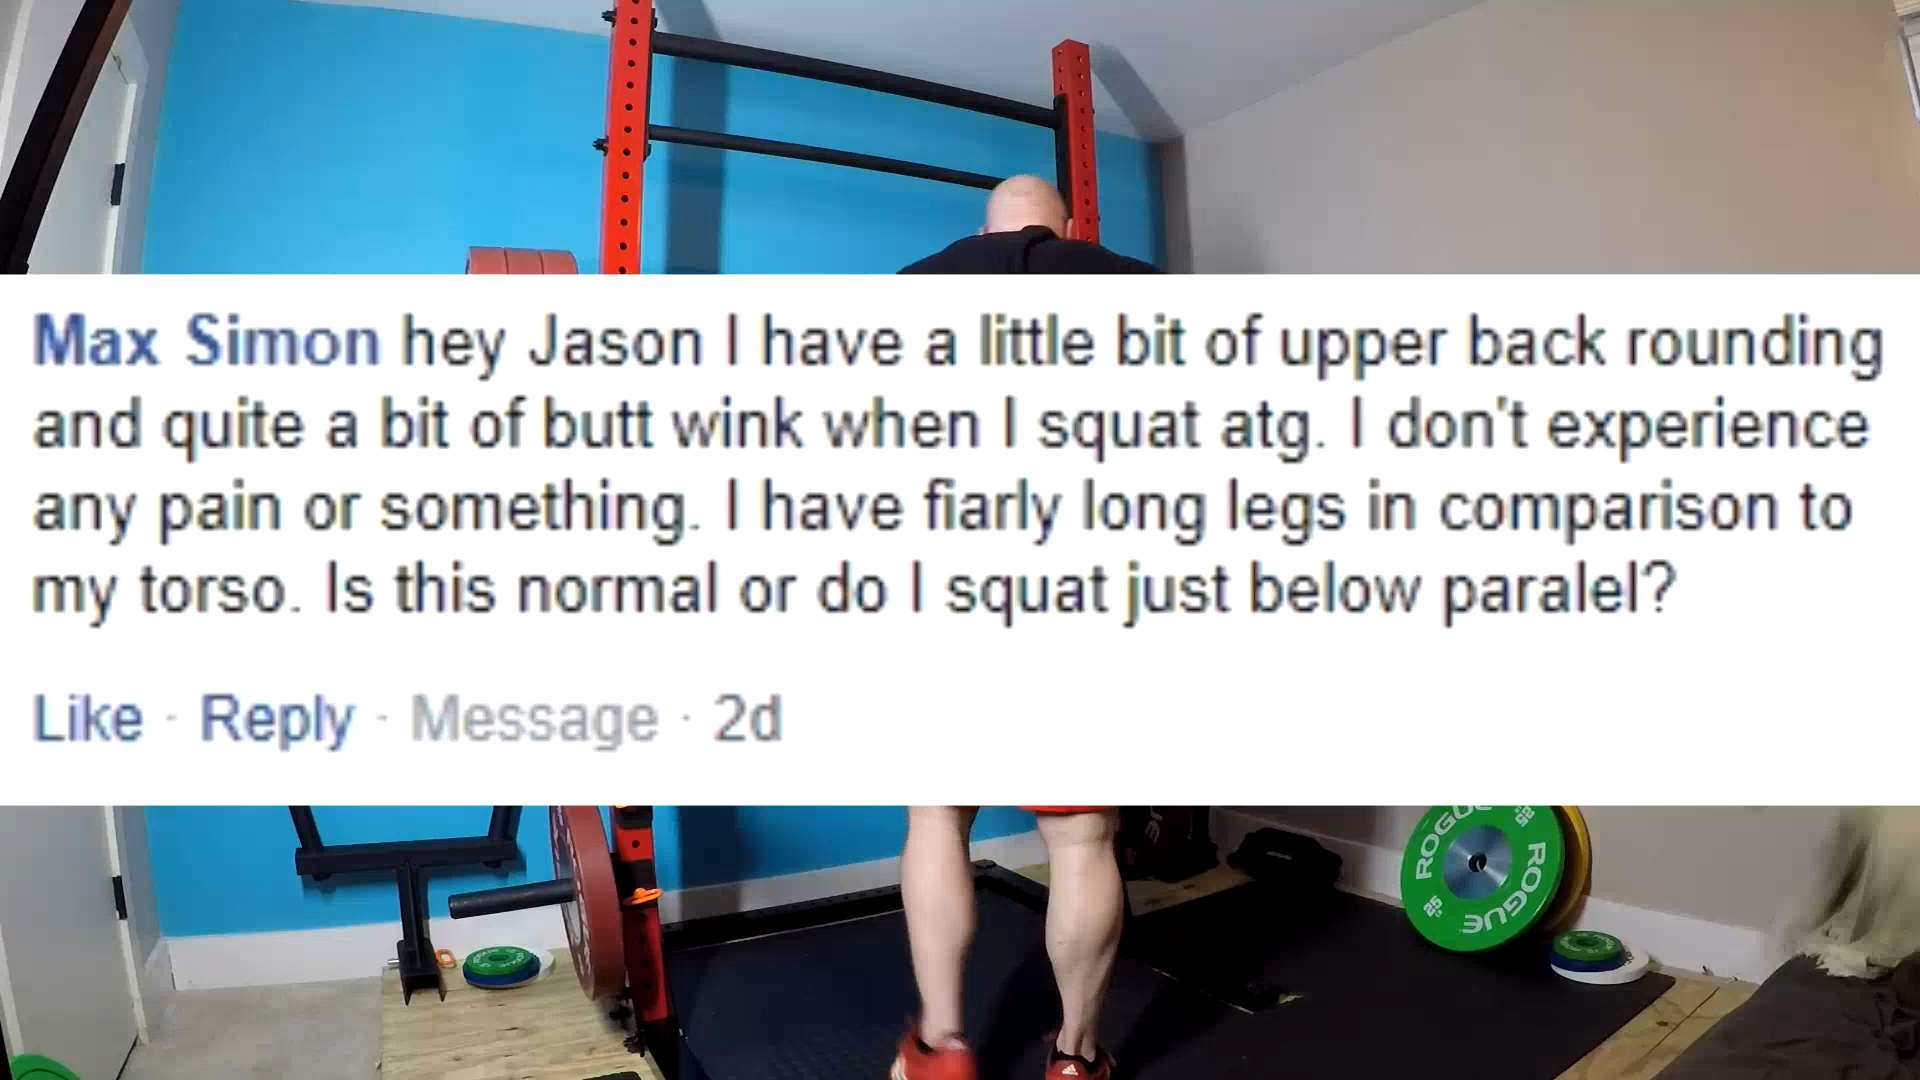 Max Simon hey Jason I have a little bit of upper back rounding
and quite a bit of butt wink when I squat atg. I don't experience
any pain or something. I have fiarly long legs in comparison to
my torso. Is this normal or do I squat just below paralel?
Like · Reply · Message · 2d
ROGUE
ROGUE
25
25